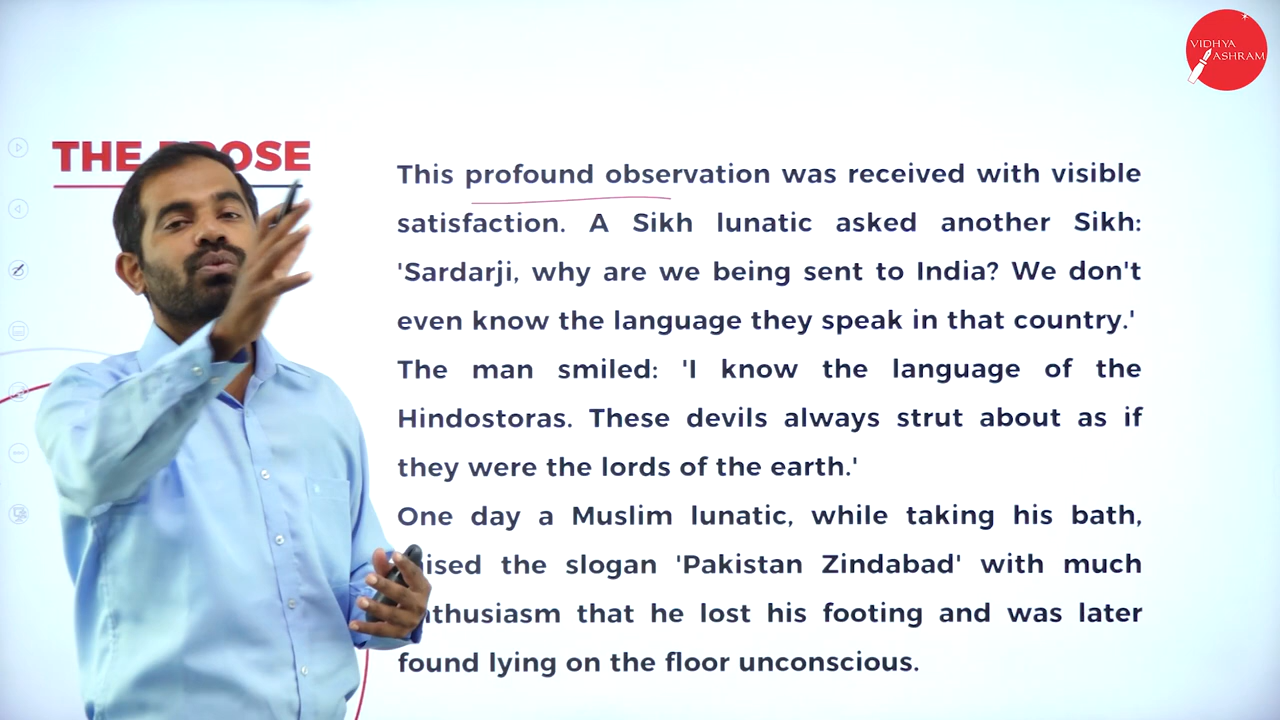 VIDHYA
ASHRAM
THE PROSE
This profound observation was received with visible
satisfaction. A Sikh lunatic asked another Sikh:
'Sardarji, why are we being sent to India? We don't
even know the language they speak in that country.'
The man smiled: 'I know the language of the
Hindostoras. These devils always strut about as if
they were the lords of the earth.'
One day a Muslim lunatic, while taking his bath,
ised the slogan 'Pakistan Zindabad' with much
nthusiasm that he lost his footing and was later
found lying on the floor unconscious.